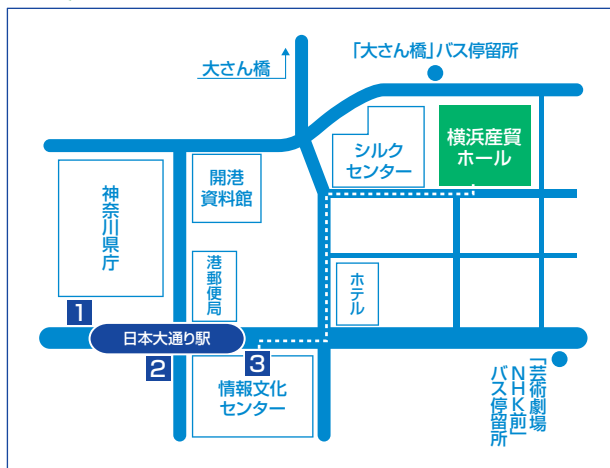 「大さん橋」バス停留所
大さん橋
横浜産貿
ホール
シルク
センター
開港
資料館
神奈川県庁
港郵便局
ホテル
1
日本大通り駅
2
3
情報文化
センター
「芸術劇場
NHK前」
バス停留所